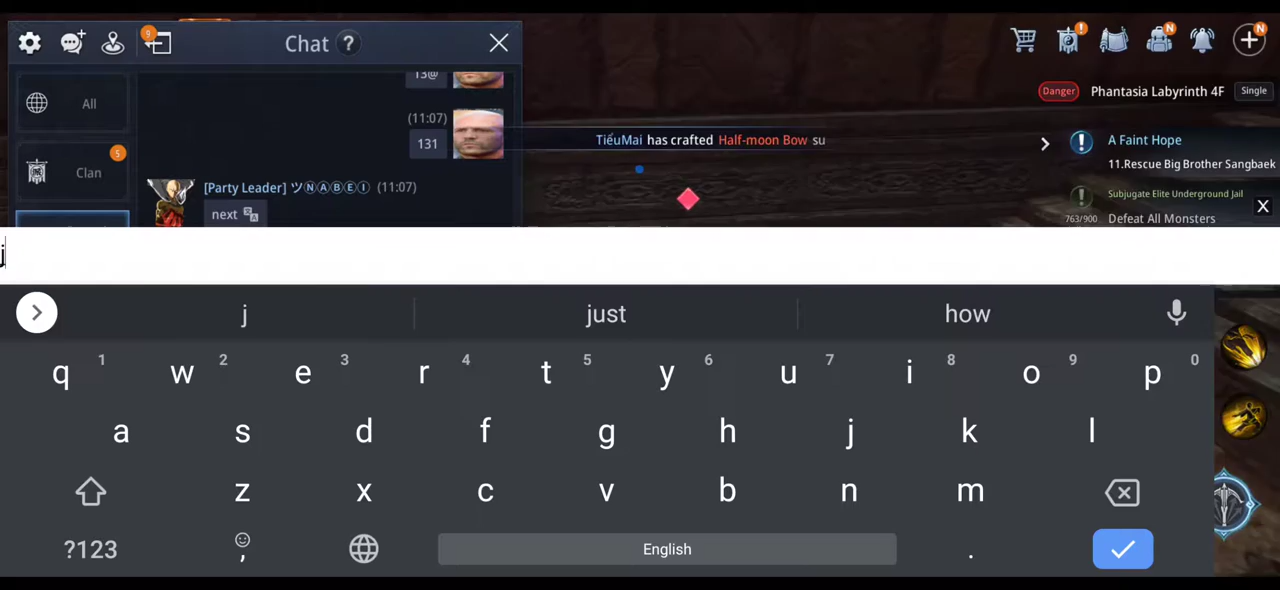 9
Chat ?
All
5
Clan
13@
(11:07)
131
[Party Leader] ツⓃⒶⒷⒺⒾ (11:07)
next
TiểuMai has crafted Half-moon Bow su
!
N
N
Danger Phantasia Labyrinth 4F Single
A Faint Hope
11.Rescue Big Brother Sangbaek
Subjugate Elite Underground Jail
763/900 Defeat All Monsters
X
j
j just how
q 1 w 2 e 3 r 4 t 5 y 6 u 7 i 8 o 9 p 0
a s d f g h j k l
z x c v b n m
?123 , English .